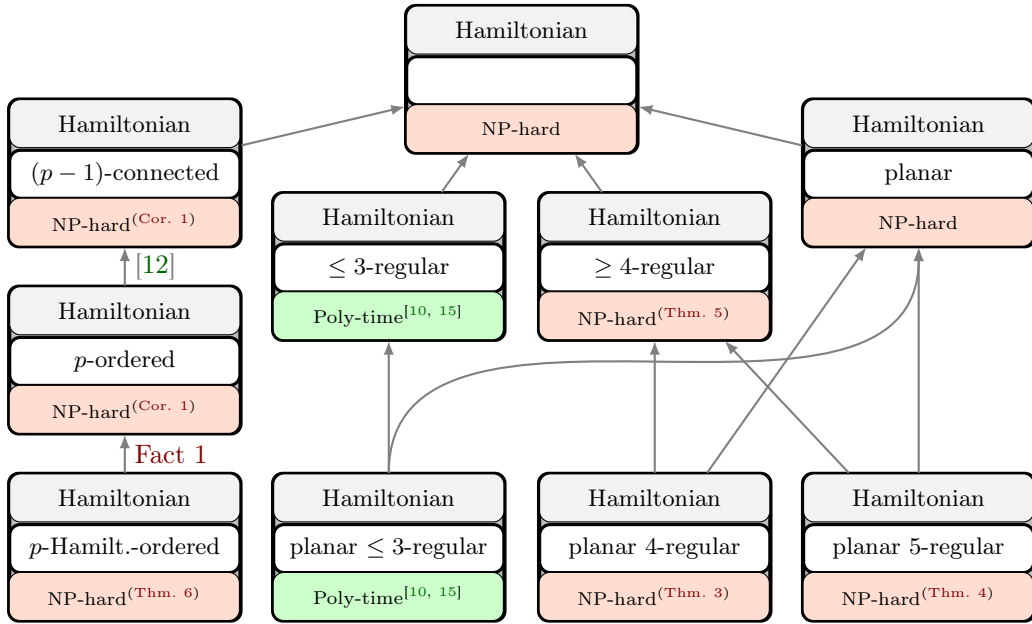 Hamiltonian
NP-hard
Hamiltonian
(p − 1)-connected
NP-hard(Cor. 1)
Hamiltonian
planar
NP-hard
Hamiltonian
≤ 3-regular
Poly-time[10, 15]
Hamiltonian
≥ 4-regular
NP-hard(Thm. 5)
[12]
Hamiltonian
p-ordered
NP-hard(Cor. 1)
Fact 1
Hamiltonian
p-Hamilt.-ordered
NP-hard(Thm. 6)
Hamiltonian
planar ≤ 3-regular
Poly-time[10, 15]
Hamiltonian
planar 4-regular
NP-hard(Thm. 3)
Hamiltonian
planar 5-regular
NP-hard(Thm. 4)